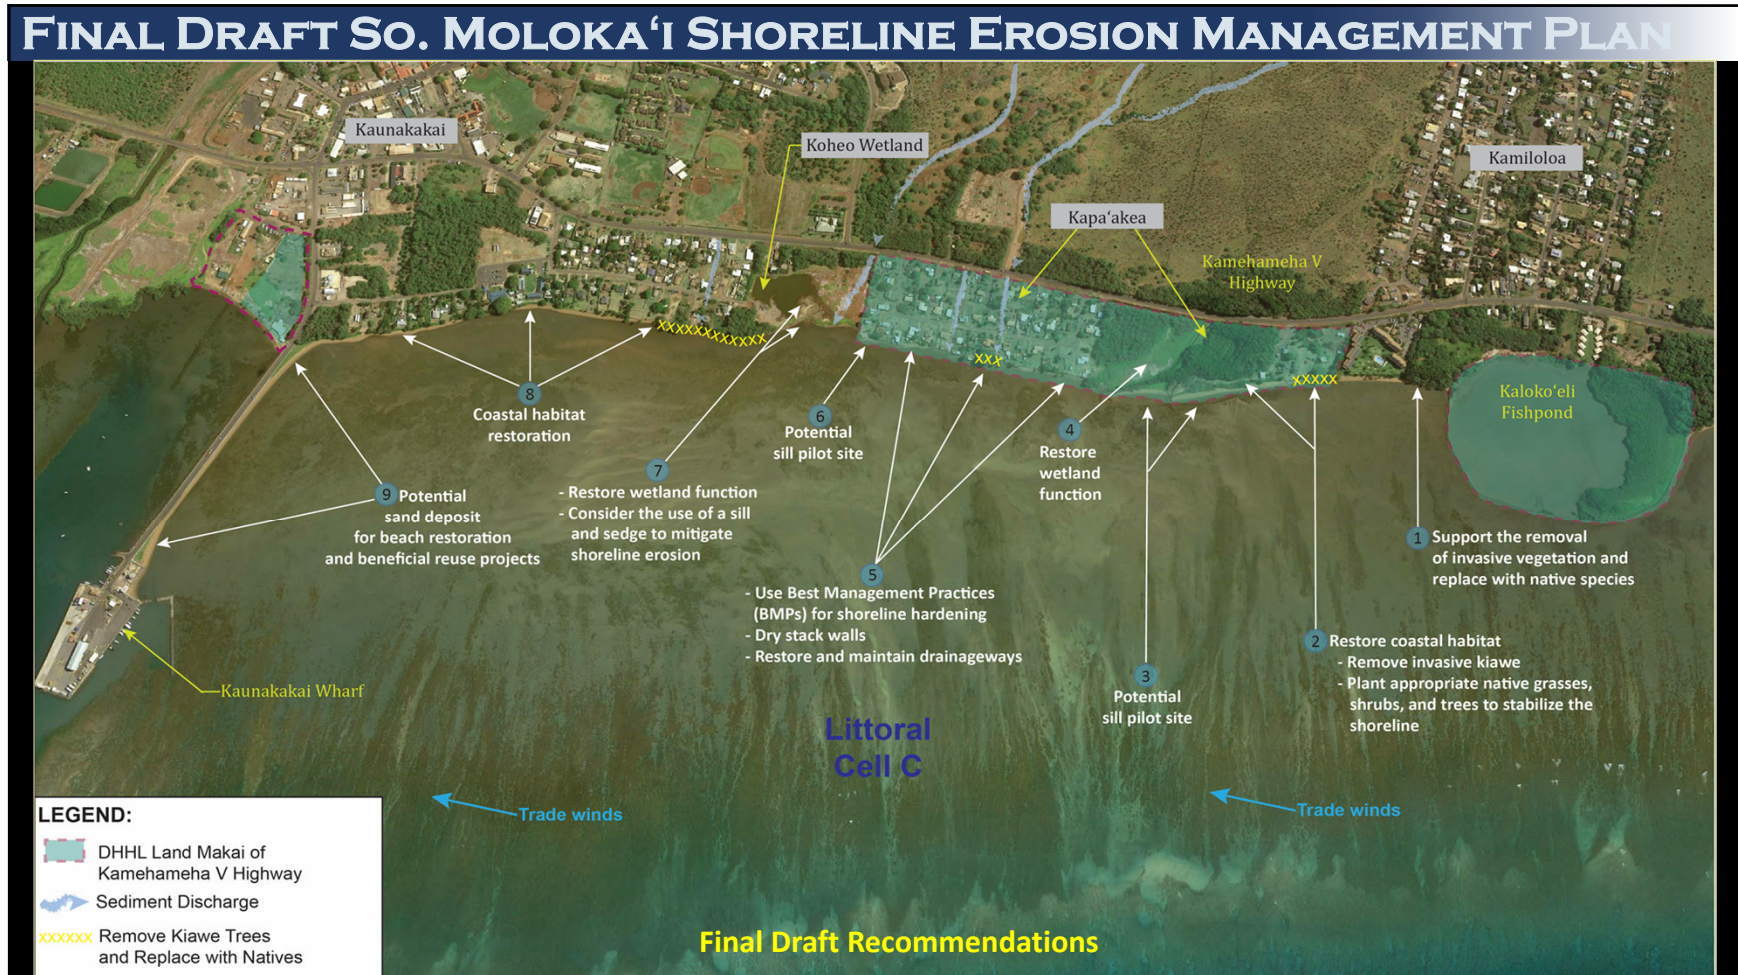 FINAL DRAFT SO. MOLOKAʻI SHORELINE EROSION MANAGEMENT PLAN
Kaunakakai
Koheo Wetland
Kamiloloa
Kapaʻakea
Kamehameha V
Highway
Kalokoʻeli
Fishpond
8
Coastal habitat
restoration
6
Potential
sill pilot site
4
Restore
wetland
function
7
- Restore wetland function
- Consider the use of a sill
and sedge to mitigate
shoreline erosion
9 Potential
sand deposit
for beach restoration
and beneficial reuse projects
1 Support the removal
of invasive vegetation and
replace with native species
5
- Use Best Management Practices
(BMPs) for shoreline hardening
- Dry stack walls
- Restore and maintain drainageways
2 Restore coastal habitat
- Remove invasive kiawe
- Plant appropriate native grasses,
shrubs, and trees to stabilize the
shoreline
3
Potential
sill pilot site
Kaunakakai Wharf
Littoral
Cell C
Trade winds
Trade winds
xxxxxxxxxxxx
xxx
xxxxx
LEGEND:
DHHL Land Makai of
Kamehameha V Highway
Sediment Discharge
xxxxxx Remove Kiawe Trees
and Replace with Natives
Final Draft Recommendations